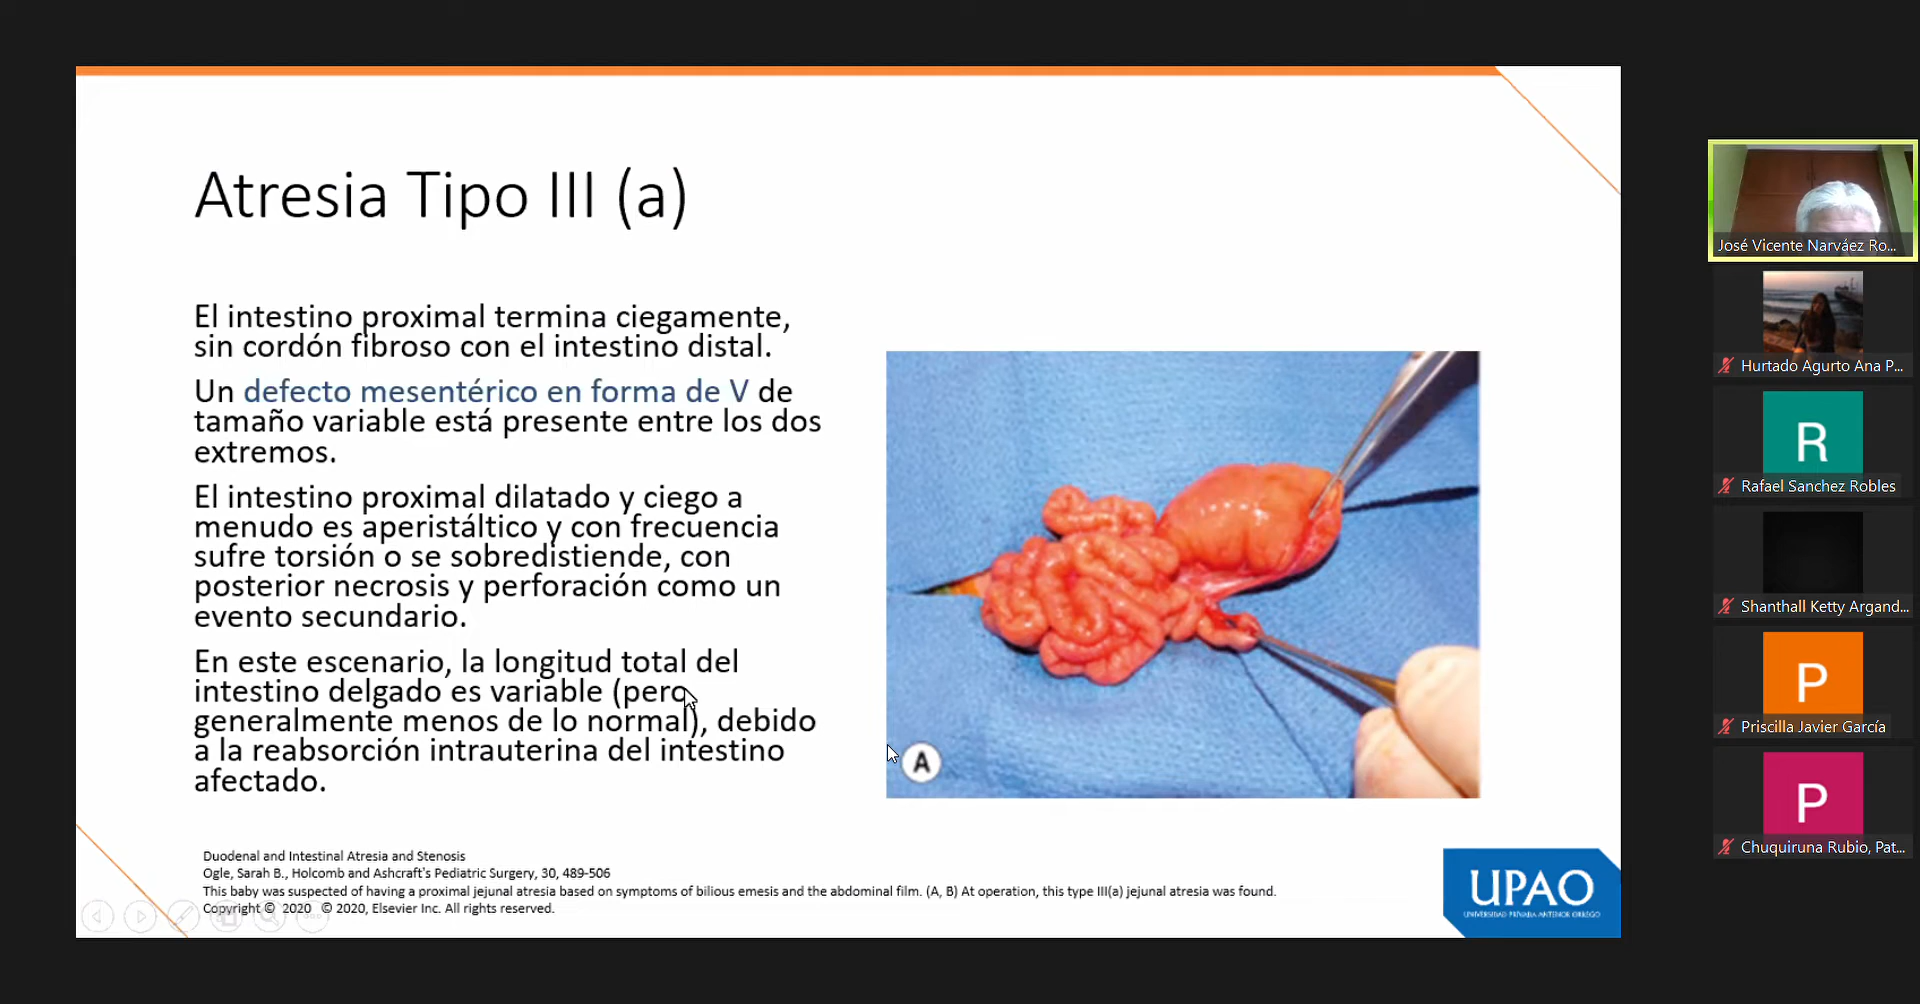 Atresia Tipo III (a)
El intestino proximal termina ciegamente,
sin cordón fibroso con el intestino distal.
Un defecto mesentérico en forma de V de
tamaño variable está presente entre los dos
extremos.
El intestino proximal dilatado y ciego a
menudo es aperistáltico y con frecuencia
sufre torsión o se sobredistiende, con
posterior necrosis y perforación como un
evento secundario.
En este escenario, la longitud total del
intestino delgado es variable (pero
generalmente menos de lo normal), debido
a la reabsorción intrauterina del intestino
afectado.
A
Duodenal and Intestinal Atresia and Stenosis
Ogle, Sarah B., Holcomb and Ashcraft's Pediatric Surgery, 30, 489-506
This baby was suspected of having a proximal jejunal atresia based on symptoms of bilious emesis and the abdominal film. (A, B) At operation, this type III(a) jejunal atresia was found.
Copyright © 2020 © 2020, Elsevier Inc. All rights reserved.
UPAO
UNIVERSIDAD PRIVADA ANTENOR ORREGO
José Vicente Narváez Ro...
Hurtado Agurto Ana P...
R
Rafael Sanchez Robles
Shanthall Ketty Argand...
P
Priscilla Javier García
P
Chuquiruna Rubio, Pat...